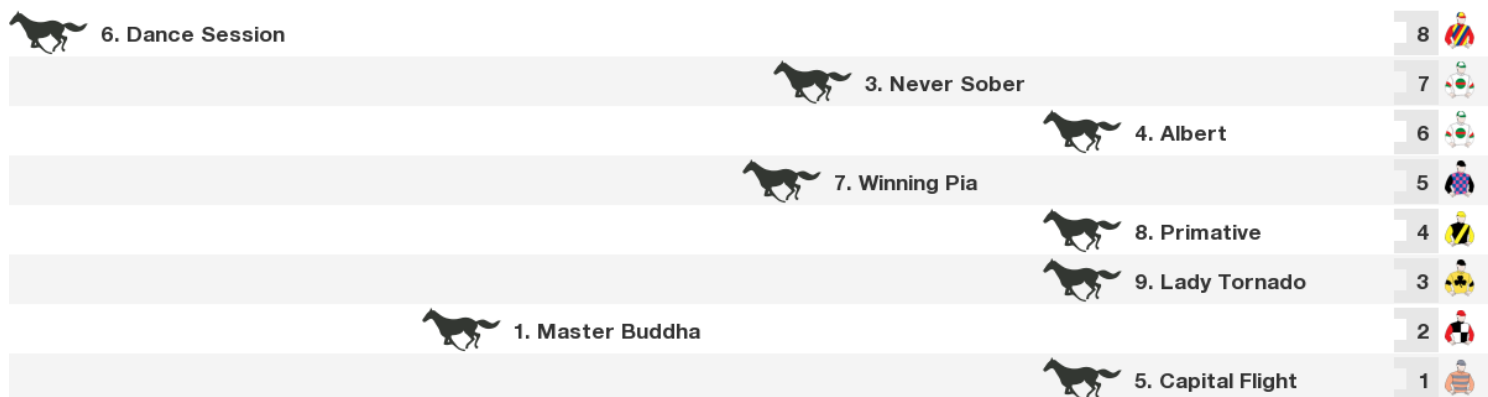 6. Dance Session 8
3. Never Sober 7
4. Albert 6
7. Winning Pia 5
8. Primative 4
9. Lady Tornado 3
1. Master Buddha 2
5. Capital Flight 1